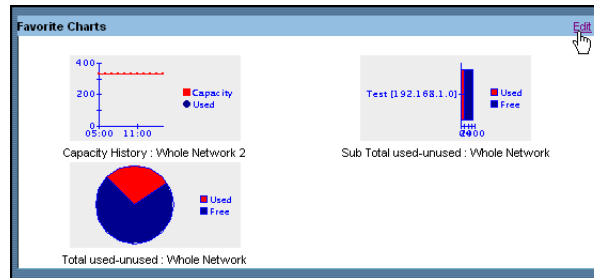 Favorite Charts Edit
400
200
0
05:00 11:00
Capacity
Used
Capacity History : Whole Network 2
Test [192.168.1.0]
Used
Free
Sub Total used-unused : Whole Network
Used
Free
Total used-unused : Whole Network